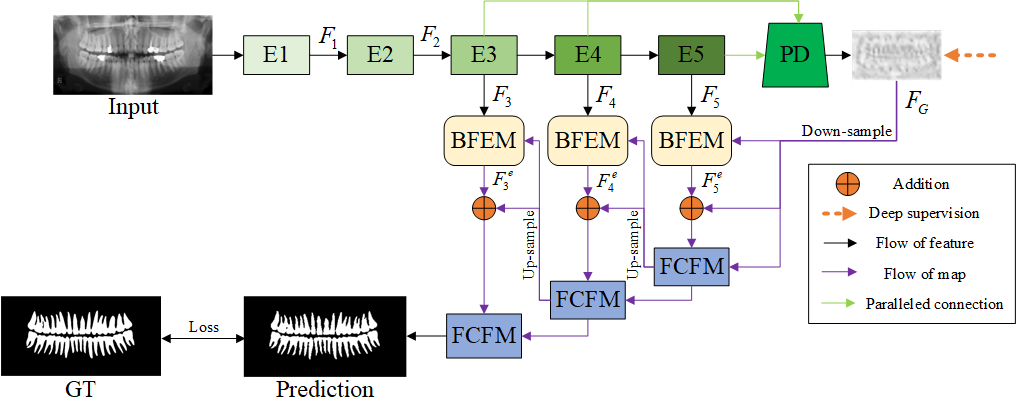 E1
F1
E2
F2
E3
E4
E5
PD
Input
F3
F4
F5
FG
BFEM
BFEM
BFEM
Down-sample
F3e
F4e
F5e
Addition
Deep supervision
Up-sample
Up-sample
Flow of feature
FCFM
Flow of map
FCFM
Paralleled connection
FCFM
Loss
GT
Prediction